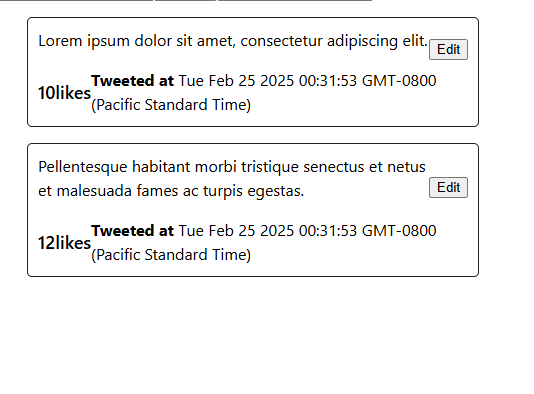 Lorem ipsum dolor sit amet, consectetur adipiscing elit.
Edit
10likes
Tweeted at Tue Feb 25 2025 00:31:53 GMT-0800
(Pacific Standard Time)
Pellentesque habitant morbi tristique senectus et netus
et malesuada fames ac turpis egestas.
Edit
12likes
Tweeted at Tue Feb 25 2025 00:31:53 GMT-0800
(Pacific Standard Time)